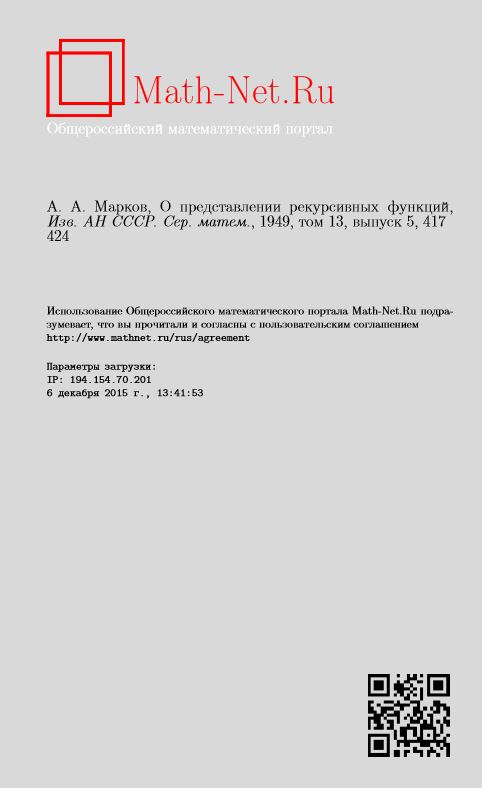 Math-Net.Ru
Общероссийский математический портал
А. А. Марков, О представлении рекурсивных функций,
Изв. АН СССР. Сер. матем., 1949, том 13, выпуск 5, 417
424
Использование Общероссийского математического портала Math-Net.Ru подра-
зумевает, что вы прочитали и согласны с пользовательским соглашением
http://www.mathnet.ru/rus/agreement
Параметры загрузки:
IP: 194.154.70.201
6 декабря 2015 г., 13:41:53